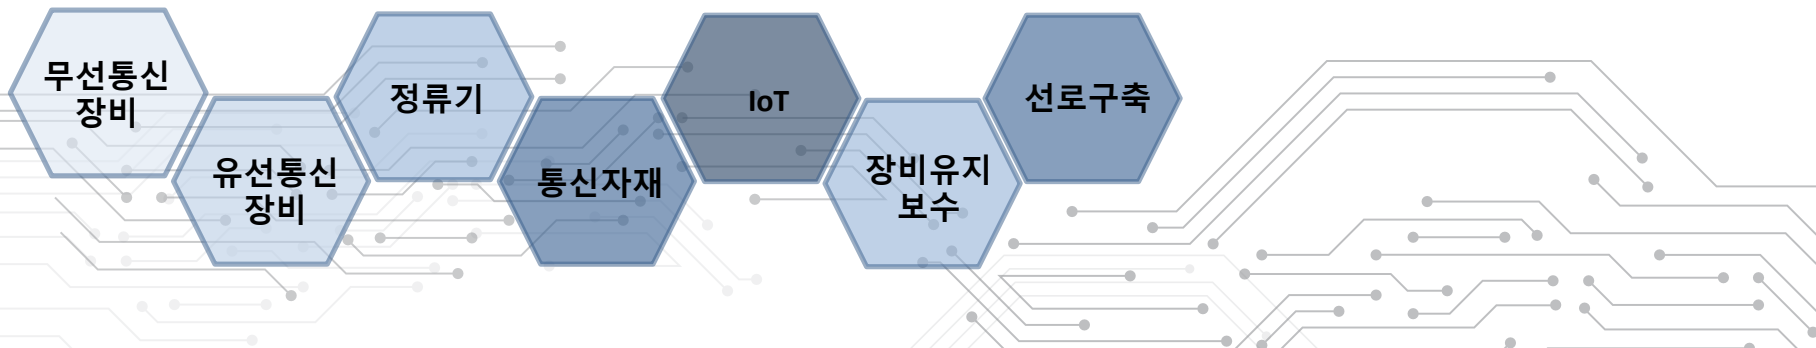 무선통신
장비
유선통신
장비
정류기
통신자재
IoT
장비유지
보수
선로구축